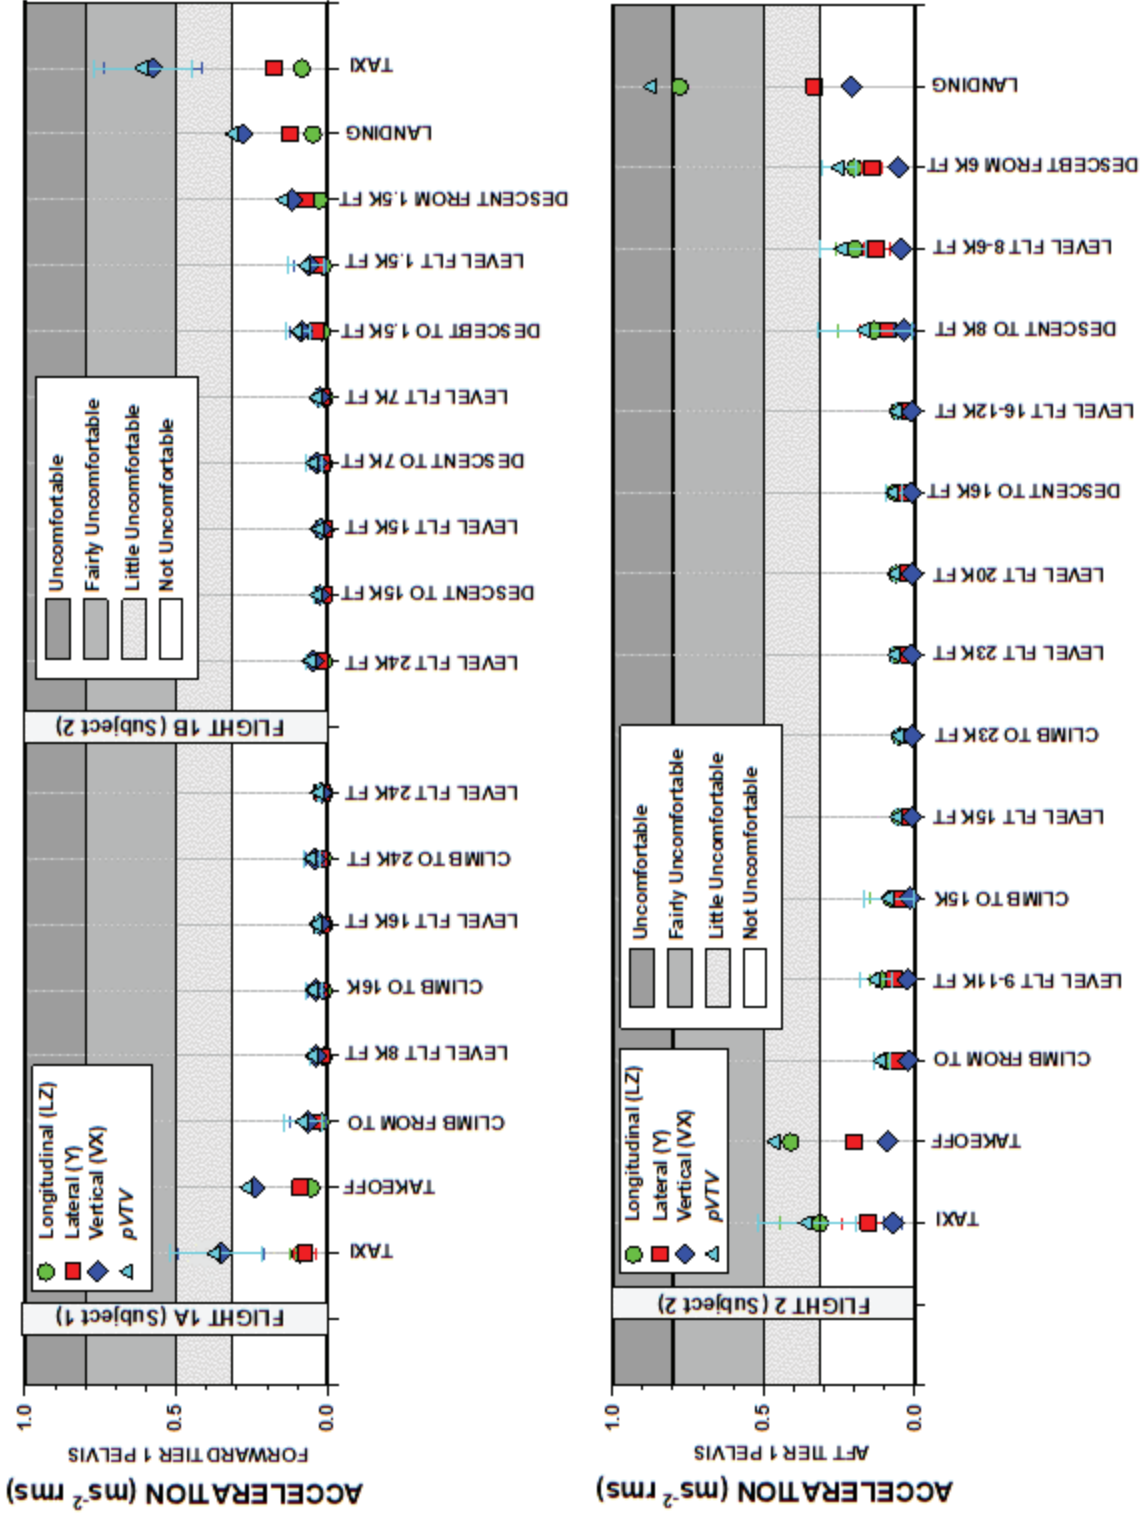 ACCELERATION (ms⁻² rms)
FORWARD TIER 1 PELVIS
1.0
0.5
0.0
FLIGHT 1A (Subject 1)
Longitudinal (LZ)
Lateral (Y)
Vertical (VX)
pVTV
TAXI
TAKEOFF
CLIMB FROM TO
LEVEL FLT 8K FT
CLIMB TO 16K
LEVEL FLT 16K FT
CLIMB TO 24K FT
LEVEL FLT 24K FT
FLIGHT 1B (Subject 2)
Uncomfortable
Fairly Uncomfortable
Little Uncomfortable
Not Uncomfortable
LEVEL FLT 24K FT
DESCENT TO 15K FT
LEVEL FLT 15K FT
DESCENT TO 7K FT
LEVEL FLT 7K FT
DESCEBT TO 1.5K FT
LEVEL FLT 1.5K FT
DESCENT FROM 1.5K FT
LANDING
TAXI
ACCELERATION (ms⁻² rms)
AFT TIER 1 PELVIS
1.0
0.5
0.0
FLIGHT 2 (Subject 2)
Longitudinal (LZ)
Lateral (Y)
Vertical (VX)
pVTV
Uncomfortable
Fairly Uncomfortable
Little Uncomfortable
Not Uncomfortable
TAXI
TAKEOFF
CLIMB FROM TO
LEVEL FLT 9-11K FT
CLIMB TO 15K
LEVEL FLT 15K FT
CLIMB TO 23K FT
LEVEL FLT 23K FT
LEVEL FLT 20K FT
DESCENT TO 16K FT
LEVEL FLT 16-12K FT
DESCENT TO 8K FT
LEVEL FLT 8-6K FT
DESCEBT FROM 6K FT
LANDING